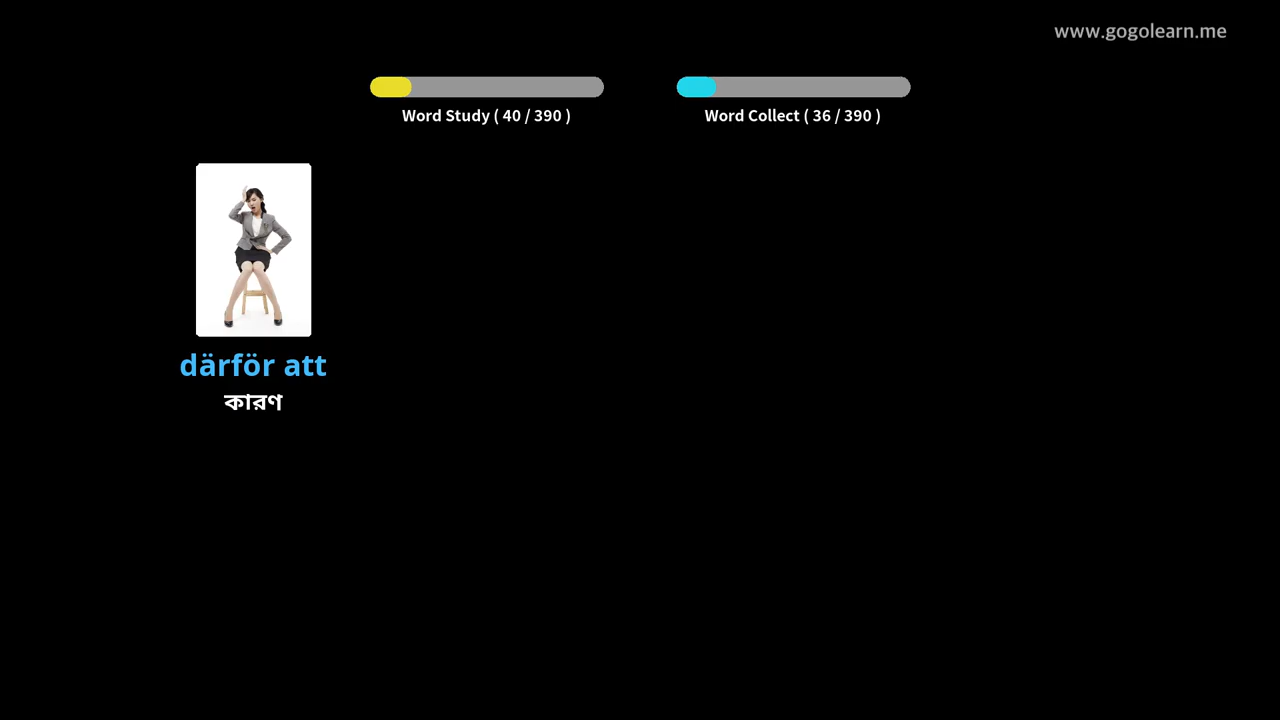 www.gogolearn.me
Word Study ( 40 / 390 )
Word Collect ( 36 / 390 )
därför att
কারণ